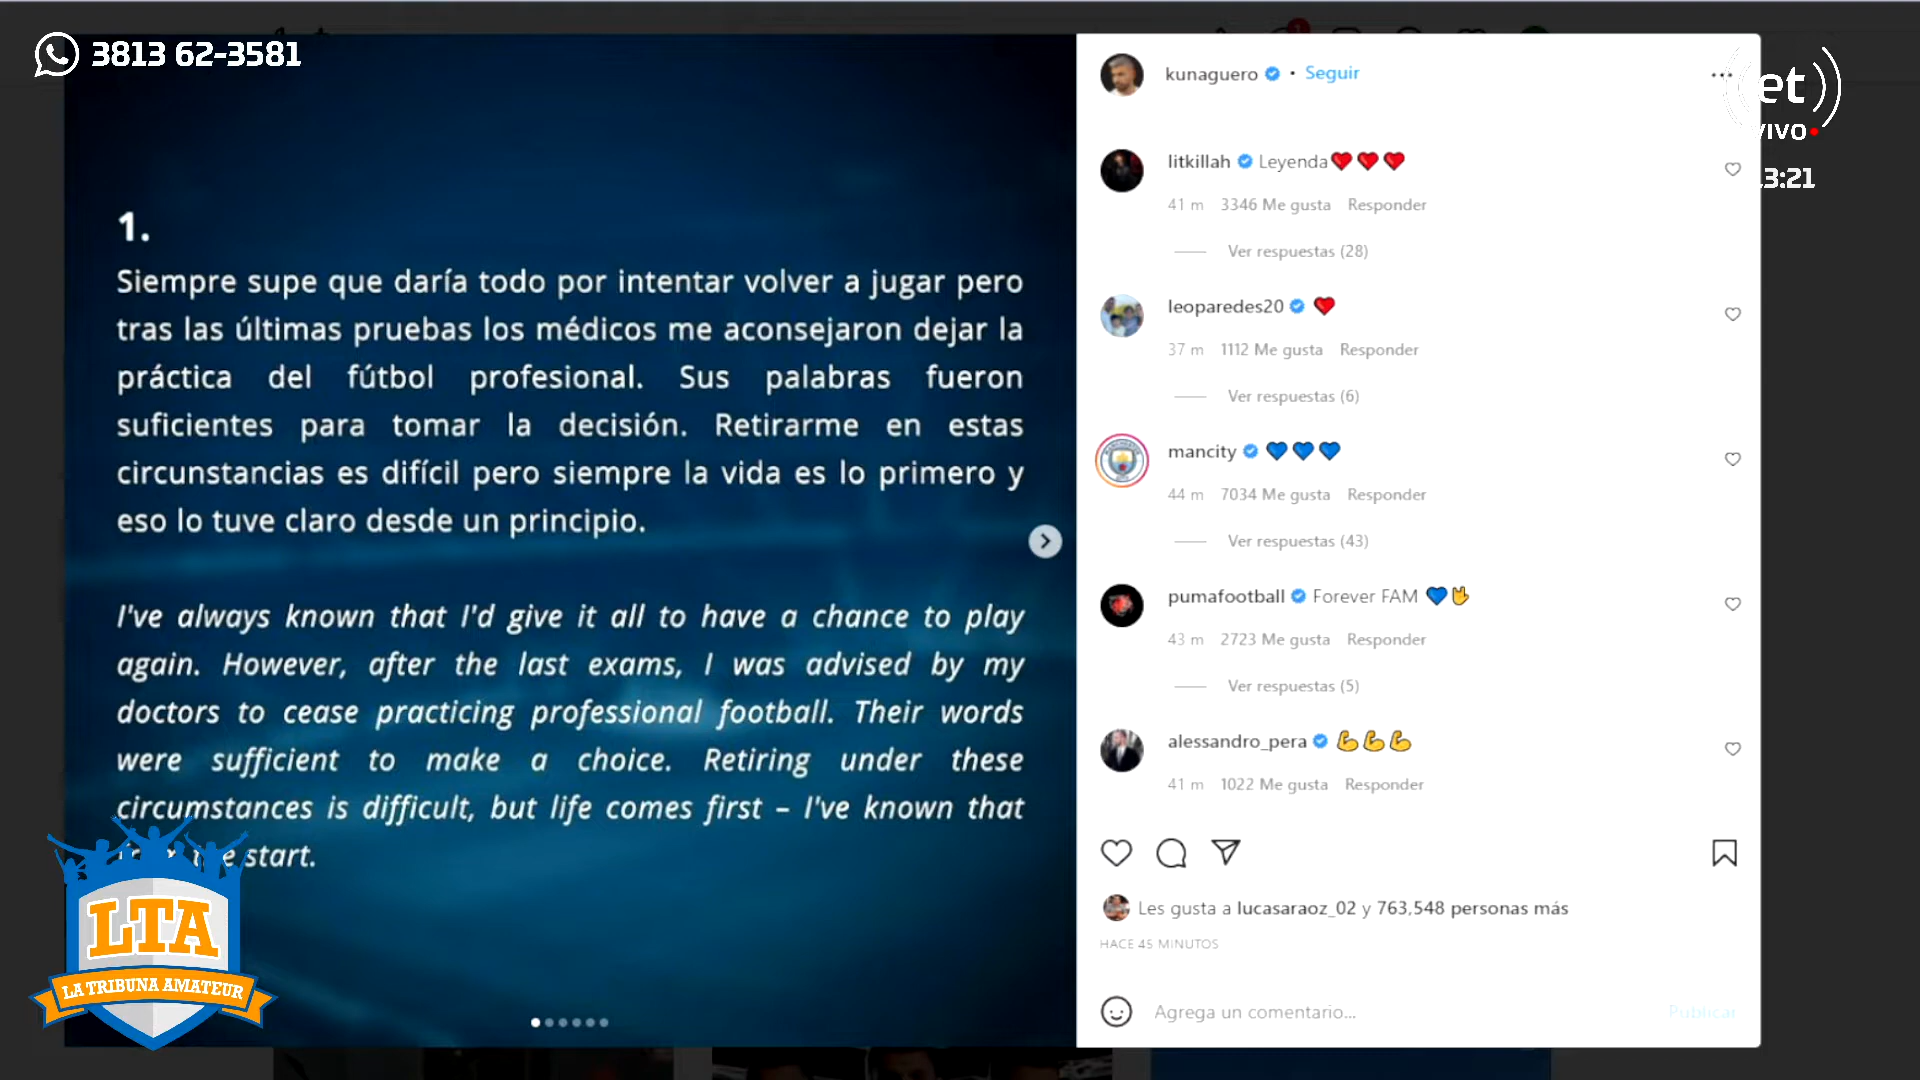 3813 62-3581
1.
Siempre supe que daría todo por intentar volver a jugar pero
tras las últimas pruebas los médicos me aconsejaron dejar la
práctica del fútbol profesional. Sus palabras fueron
suficientes para tomar la decisión. Retirarme en estas
circunstancias es difícil pero siempre la vida es lo primero y
eso lo tuve claro desde un principio.
I've always known that I'd give it all to have a chance to play
again. However, after the last exams, I was advised by my
doctors to cease practicing professional football. Their words
were sufficient to make a choice. Retiring under these
circumstances is difficult, but life comes first – I've known that
start.
LTA
LA TRIBUNA AMATEUR
kunaguero • Seguir
litkillah Leyenda❤❤❤
41 m 3346 Me gusta Responder
Ver respuestas (28)
leoparedes20 ❤
37 m 1112 Me gusta Responder
Ver respuestas (6)
mancity 💙💙💙
44 m 7034 Me gusta Responder
Ver respuestas (43)
pumafootball Forever FAM 💙🤟
43 m 2723 Me gusta Responder
Ver respuestas (5)
alessandro_pera 💪💪💪
41 m 1022 Me gusta Responder
Les gusta a lucasaraoz_02 y 763,548 personas más
HACE 45 MINUTOS
Agrega un comentario...
Publicar
et
VIVO
13:21